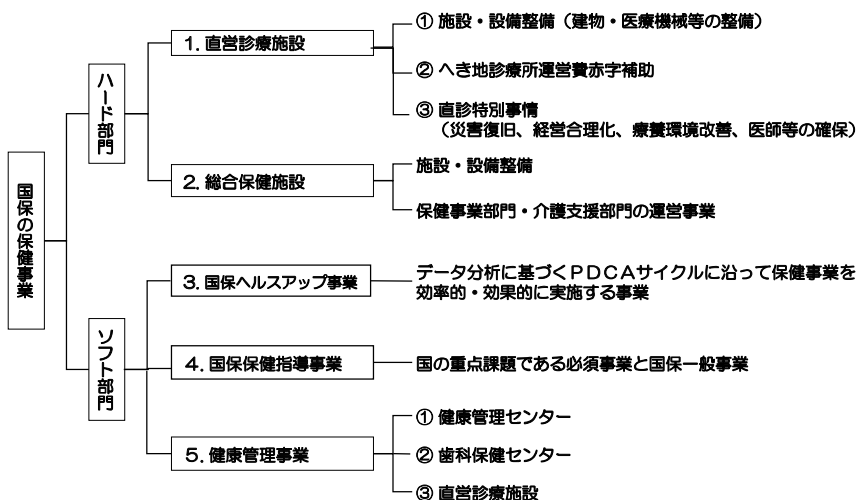 国保の保健事業
ハード部門
1. 直営診療施設
① 施設・設備整備（建物・医療機械等の整備）
② へき地診療所運営費赤字補助
③ 直診特別事情
（災害復旧、経営合理化、療養環境改善、医師等の確保）
2. 総合保健施設
施設・設備整備
保健事業部門・介護支援部門の運営事業
ソフト部門
3. 国保ヘルスアップ事業
データ分析に基づくＰＤＣＡサイクルに沿って保健事業を
効率的・効果的に実施する事業
4. 国保保健指導事業
国の重点課題である必須事業と国保一般事業
5. 健康管理事業
① 健康管理センター
② 歯科保健センター
③ 直営診療施設